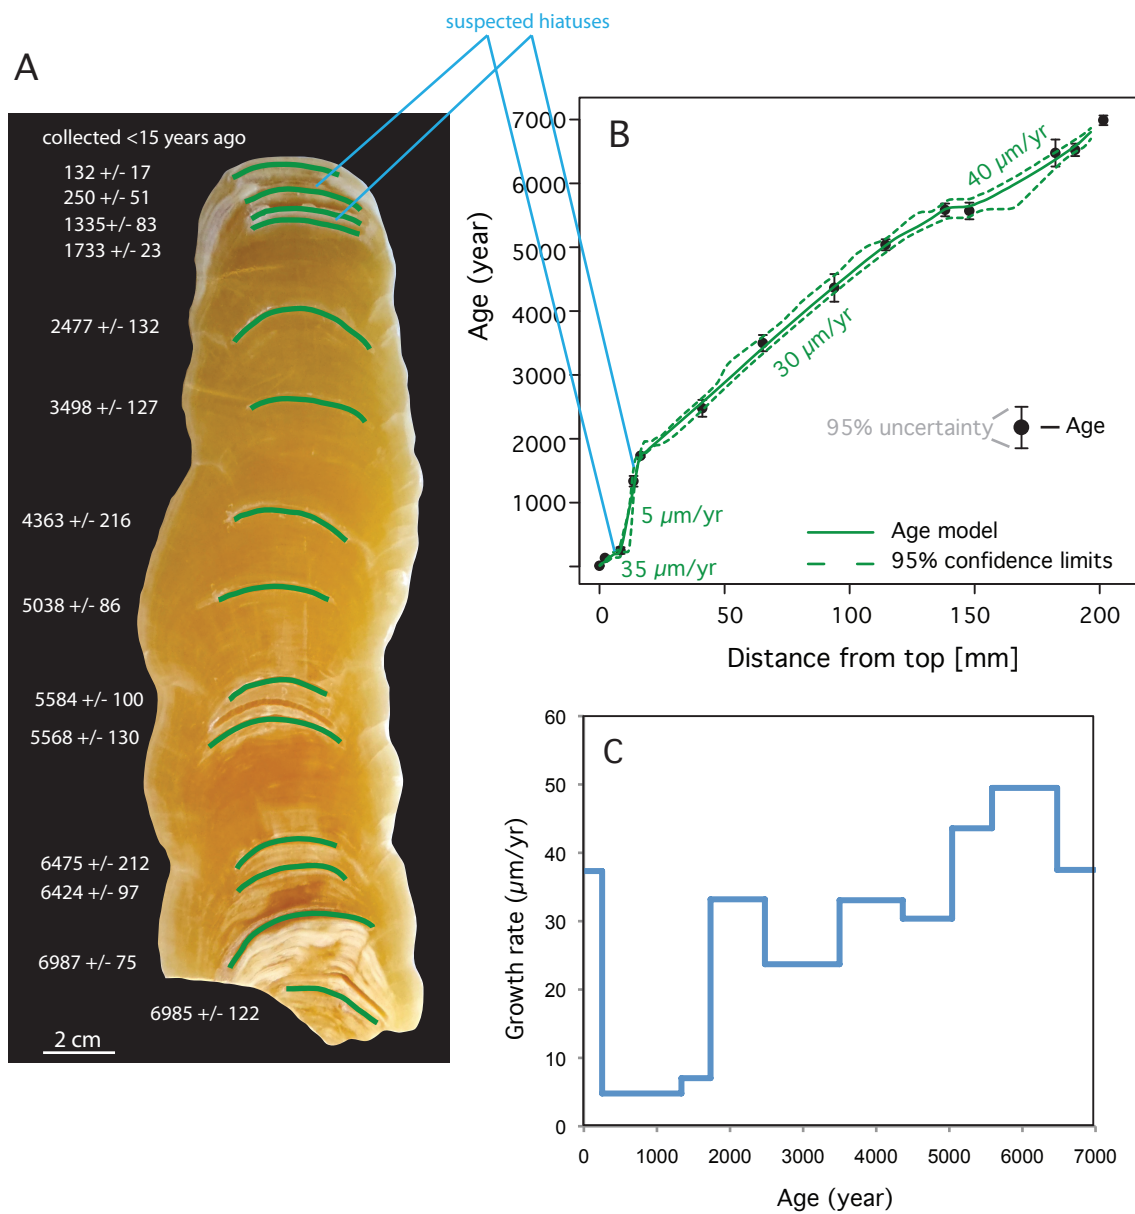 suspected hiatuses
A
collected <15 years ago
132 +/- 17
250 +/- 51
1335+/- 83
1733 +/- 23
2477 +/- 132
3498 +/- 127
4363 +/- 216
5038 +/- 86
5584 +/- 100
5568 +/- 130
6475 +/- 212
6424 +/- 97
6987 +/- 75
6985 +/- 122
2 cm
B
7000
6000
5000
4000
3000
2000
1000
Age (year)
40 µm/yr
30 µm/yr
95% uncertainty
Age
5 µm/yr
35 µm/yr
Age model
95% confidence limits
0
50
100
150
200
Distance from top [mm]
C
60
50
40
30
20
10
0
Growth rate (µm/yr)
0
1000
2000
3000
4000
5000
6000
7000
Age (year)